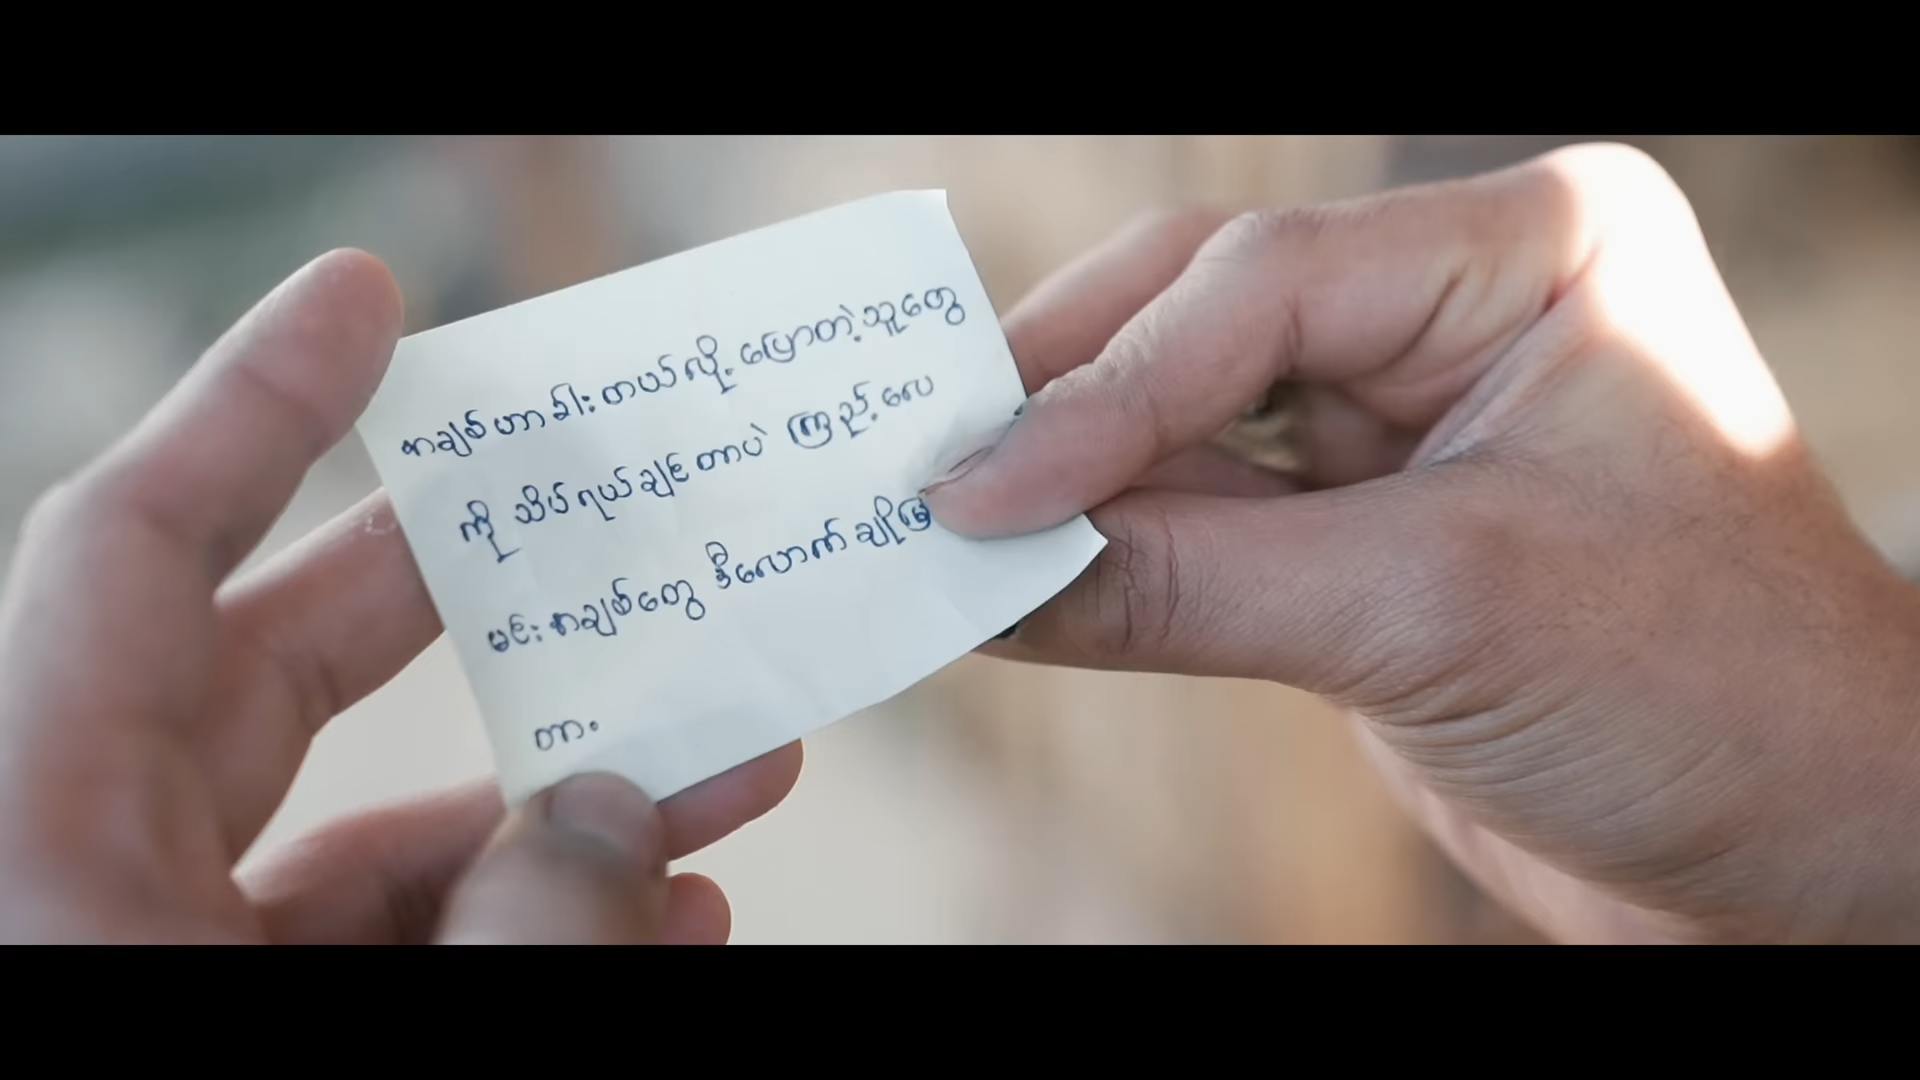 အချစ်ဟာခါးတယ်လို့ ပြောတဲ့သူတွေ
ကို သိပ်ရယ်ချင်တာပဲ ကြည့်လေ
မင်းအချစ်တွေ ဒီလောက်ချိုမြ
တာ။